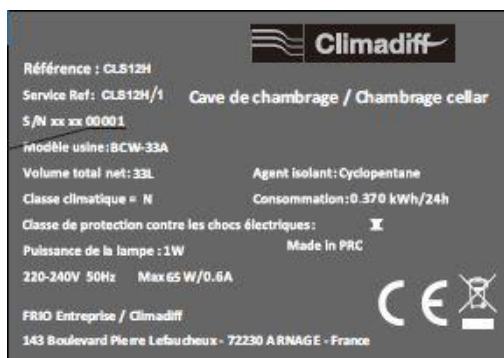 Climadiff
Référence : CLS12H
Service Ref: CLS12H/1
Cave de chambrage / Chambrage cellar
S/N xx xx 00001
Modèle usine: BCW-33A
Volume total net: 33L
Agent isolant: Cyclopentane
Classe climatique = N
Consommation: 0.370 kWh/24h
Classe de protection contre les chocs électriques:
Puissance de la lampe : 1W
Made in PRC
220-240V 50Hz Max 65 W/0.6A
CE
FRIO Entreprise / Climadiff
143 Boulevard Pierre Lefaucheux - 72230 ARNAGE - France